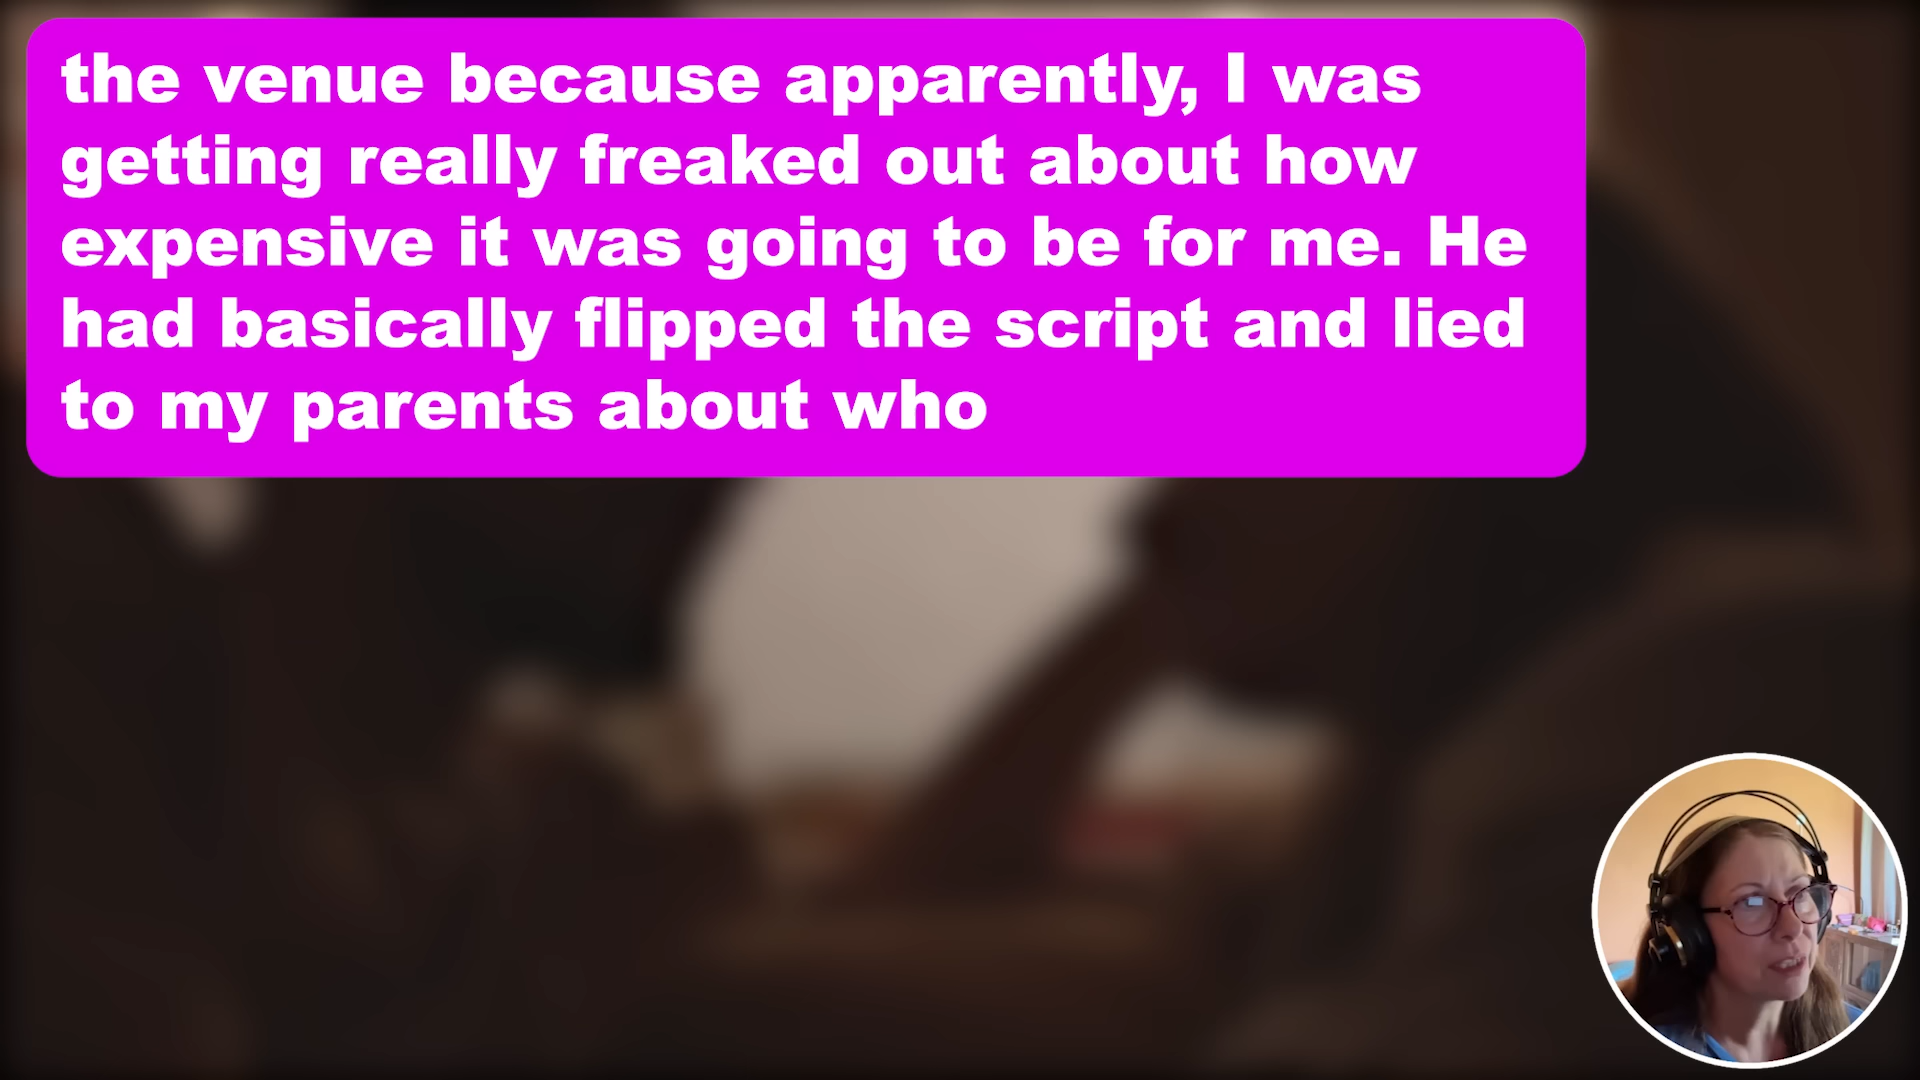 the venue because apparently, I was
getting really freaked out about how
expensive it was going to be for me. He
had basically flipped the script and lied
to my parents about who